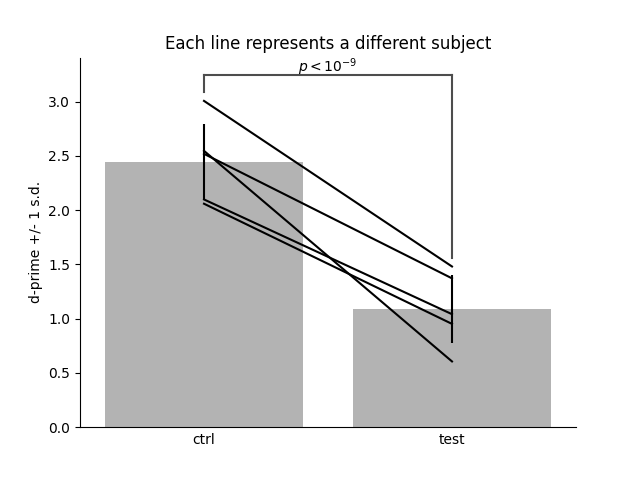 Each line represents a different subject
p < 10⁻⁹
d-prime +/- 1 s.d.
3.0
2.5
2.0
1.5
1.0
0.5
0.0
ctrl test